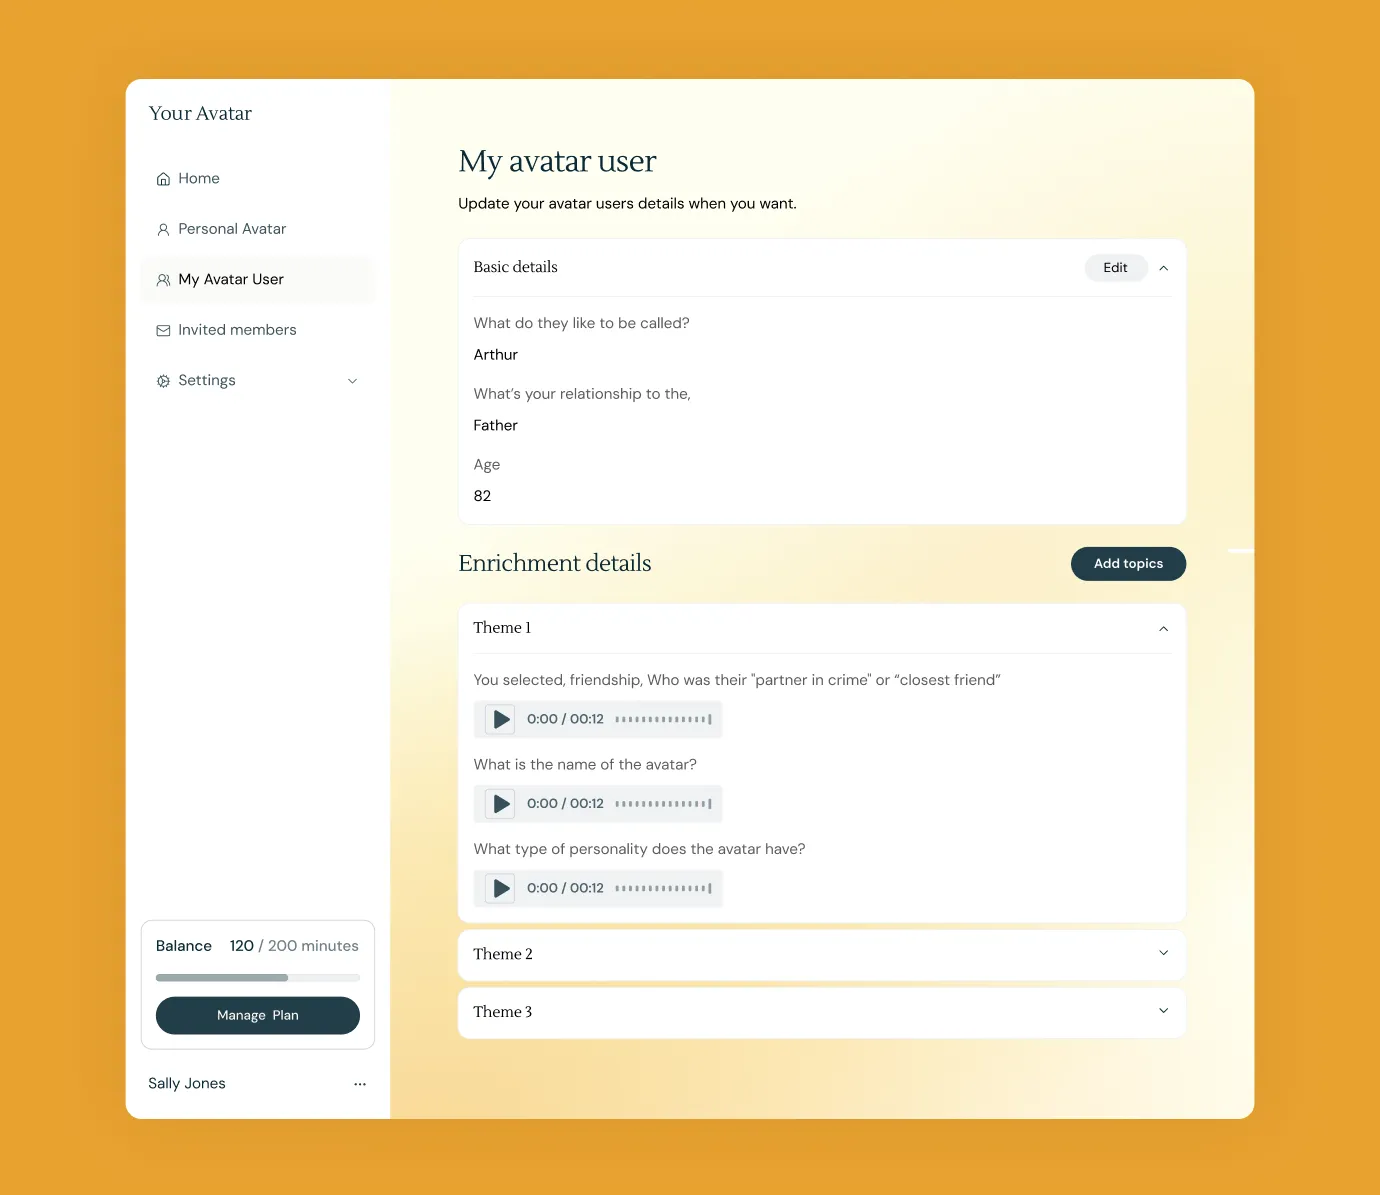 Your Avatar
Home
Personal Avatar
My Avatar User
Invited members
Settings
Balance 120 / 200 minutes
Manage Plan
Sally Jones
My avatar user
Update your avatar users details when you want.
Basic details
Edit
What do they like to be called?
Arthur
What’s your relationship to the,
Father
Age
82
Enrichment details
Add topics
Theme 1
You selected, friendship, Who was their "partner in crime" or “closest friend”
0:00 / 00:12
What is the name of the avatar?
0:00 / 00:12
What type of personality does the avatar have?
0:00 / 00:12
Theme 2
Theme 3